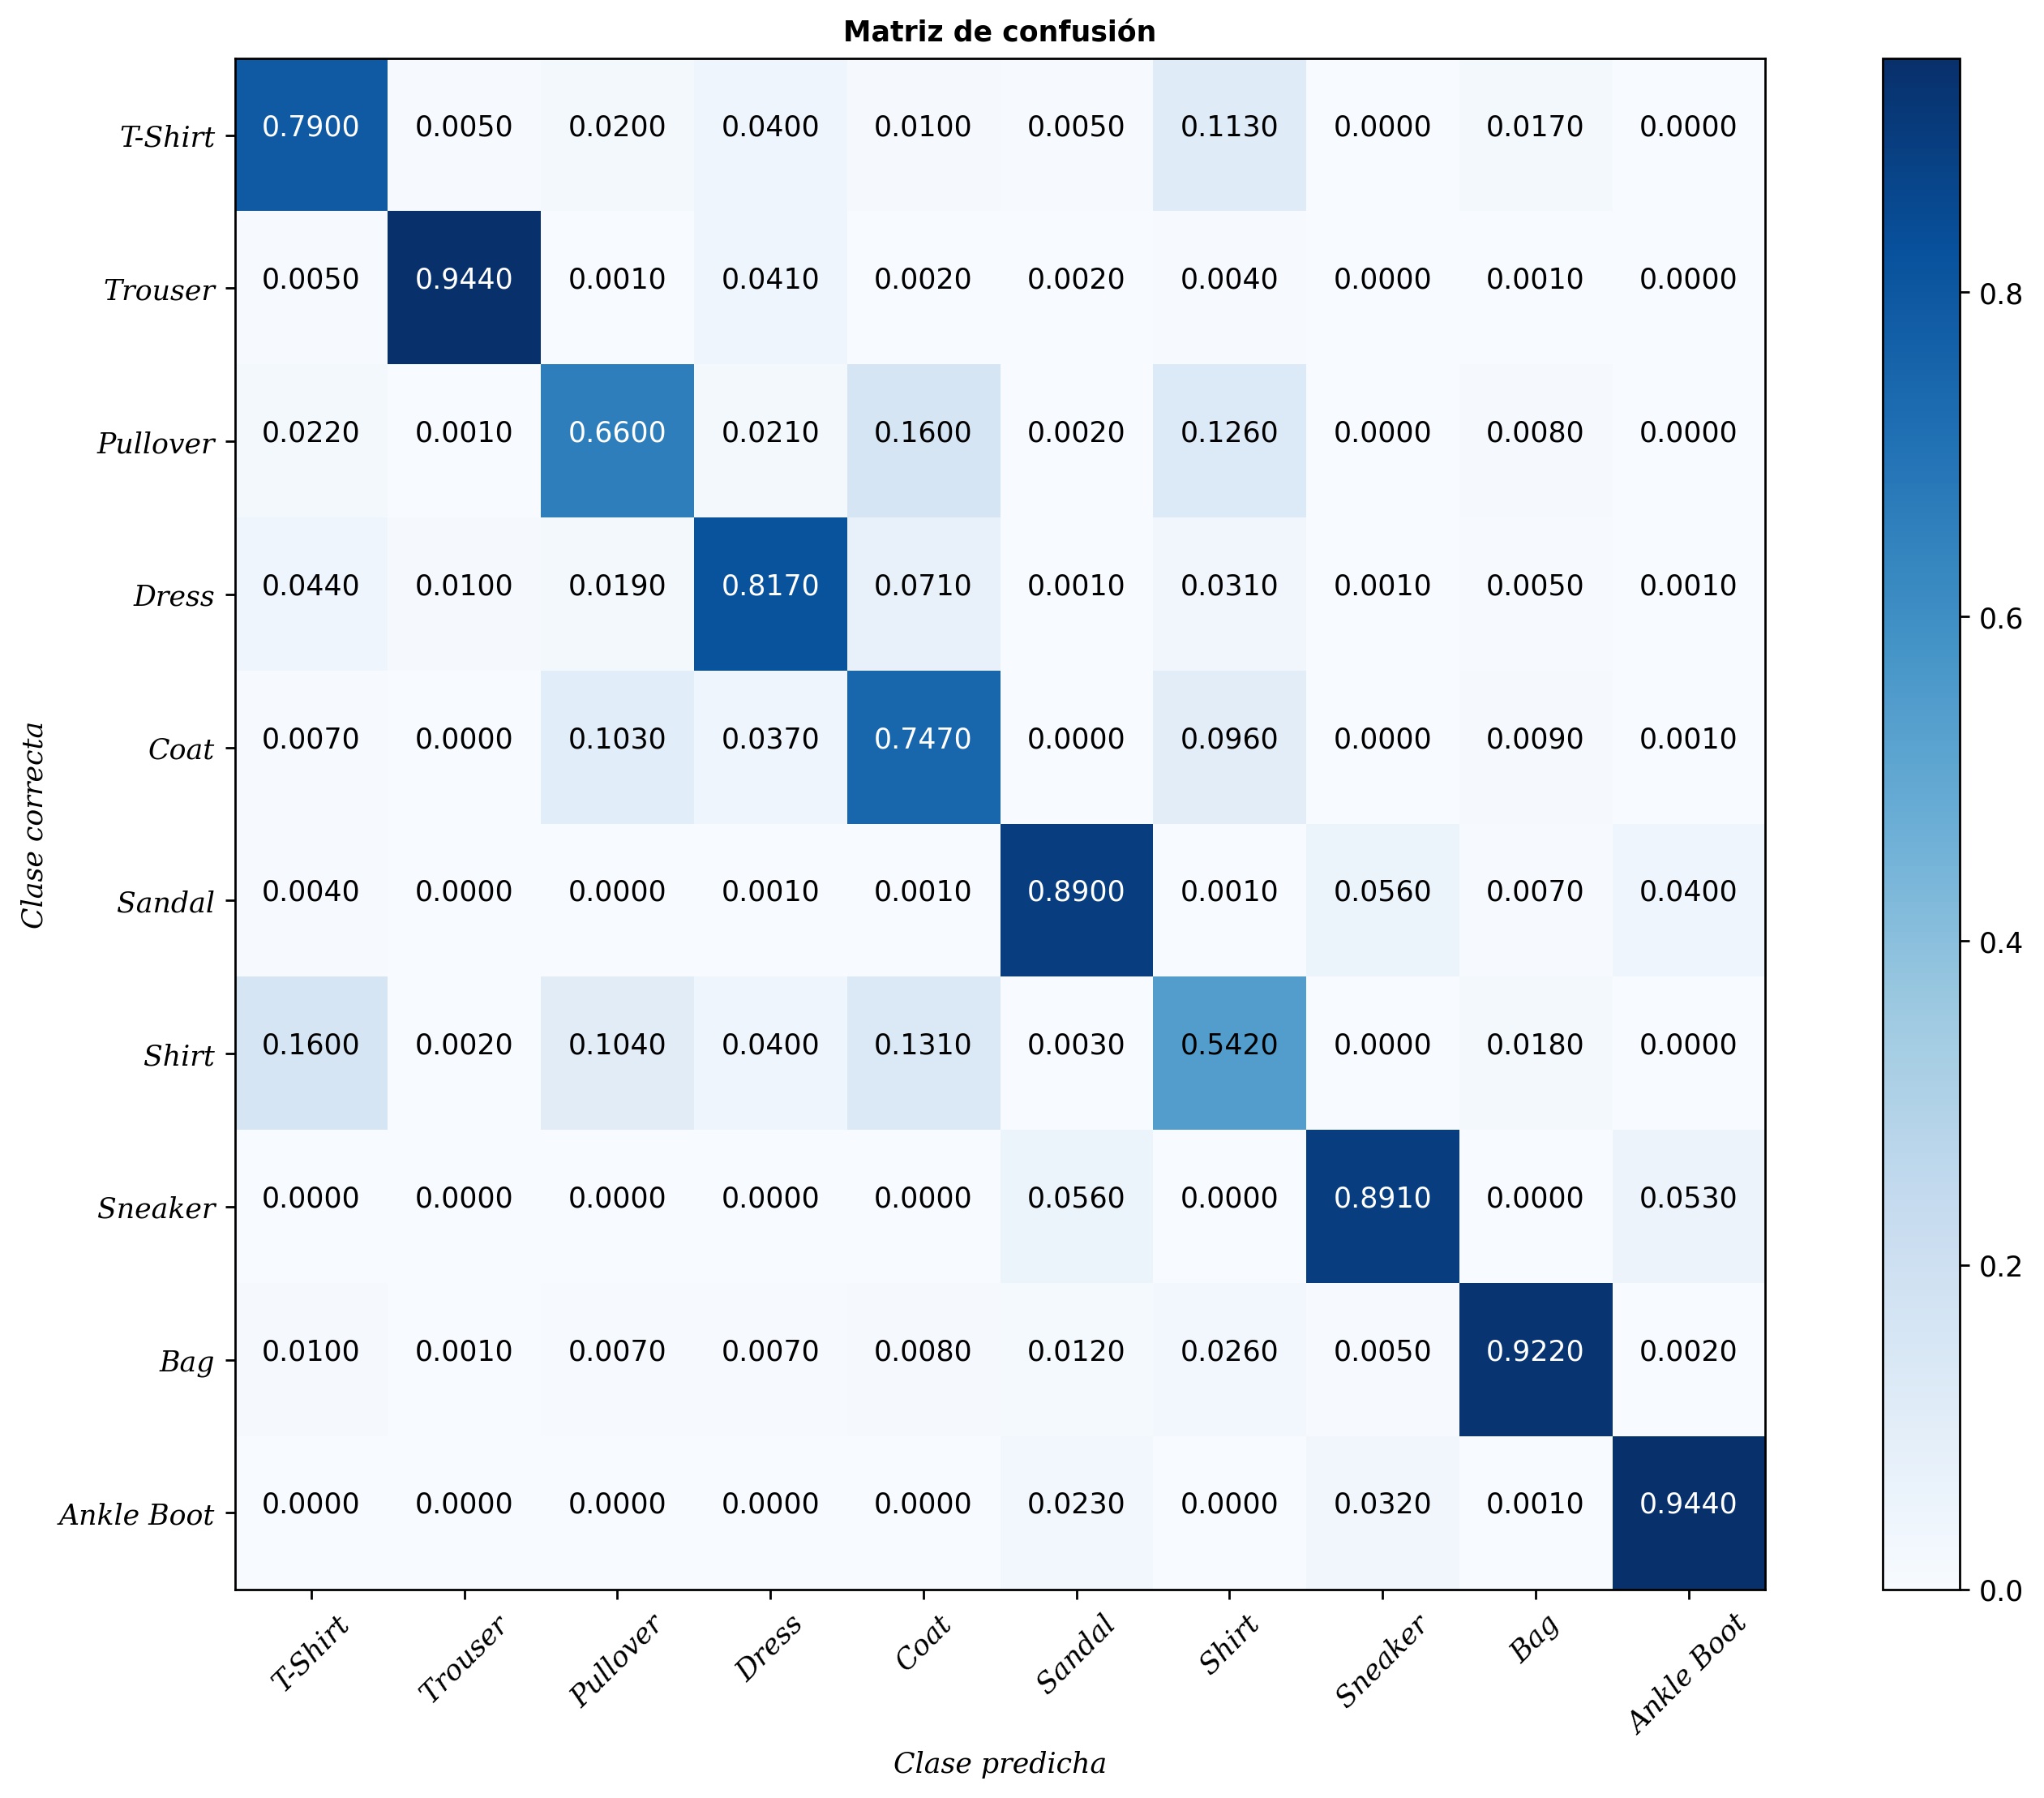 Matriz de confusión
T-Shirt 0.7900 0.0050 0.0200 0.0400 0.0100 0.0050 0.1130 0.0000 0.0170 0.0000
Trouser 0.0050 0.9440 0.0010 0.0410 0.0020 0.0020 0.0040 0.0000 0.0010 0.0000
Pullover 0.0220 0.0010 0.6600 0.0210 0.1600 0.0020 0.1260 0.0000 0.0080 0.0000
Dress 0.0440 0.0100 0.0190 0.8170 0.0710 0.0010 0.0310 0.0010 0.0050 0.0010
Coat 0.0070 0.0000 0.1030 0.0370 0.7470 0.0000 0.0960 0.0000 0.0090 0.0010
Sandal 0.0040 0.0000 0.0000 0.0010 0.0010 0.8900 0.0010 0.0560 0.0070 0.0400
Shirt 0.1600 0.0020 0.1040 0.0400 0.1310 0.0030 0.5420 0.0000 0.0180 0.0000
Sneaker 0.0000 0.0000 0.0000 0.0000 0.0000 0.0560 0.0000 0.8910 0.0000 0.0530
Bag 0.0100 0.0010 0.0070 0.0070 0.0080 0.0120 0.0260 0.0050 0.9220 0.0020
Ankle Boot 0.0000 0.0000 0.0000 0.0000 0.0000 0.0230 0.0000 0.0320 0.0010 0.9440
T-Shirt Trouser Pullover Dress Coat Sandal Shirt Sneaker Bag Ankle Boot
Clase predicha
Clase correcta
0.8
0.6
0.4
0.2
0.0